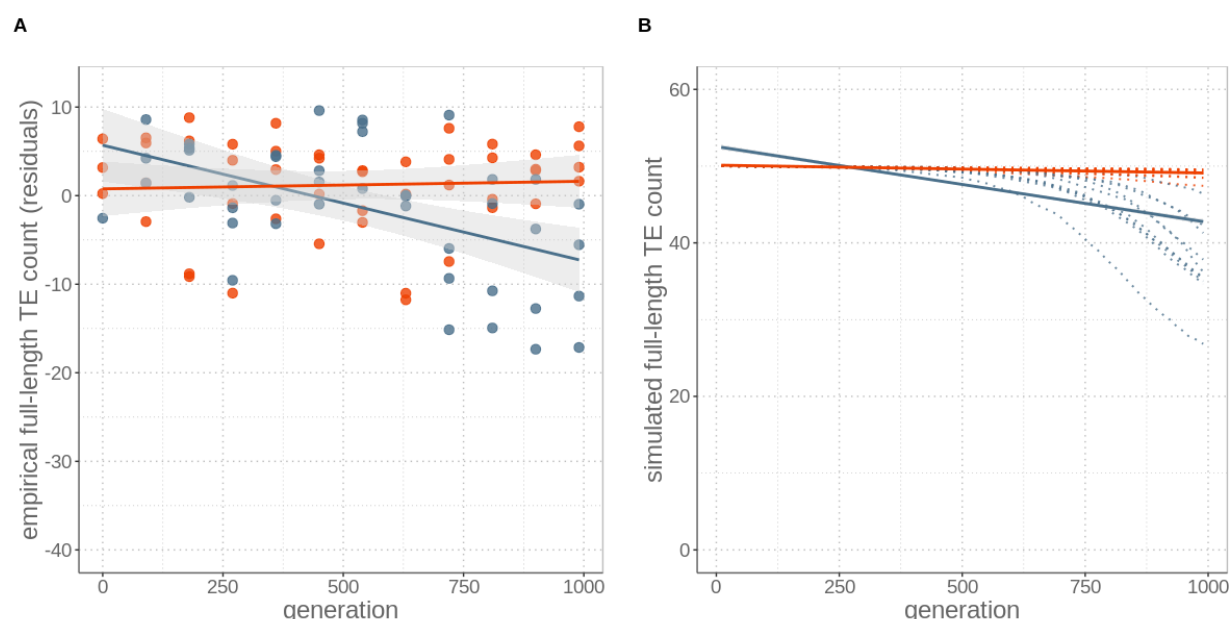 A
empirical full-length TE count (residuals)
10
0
-10
-20
-30
-40
0 250 500 750 1000
generation
B
simulated full-length TE count
60
40
20
0
0 250 500 750 1000
generation